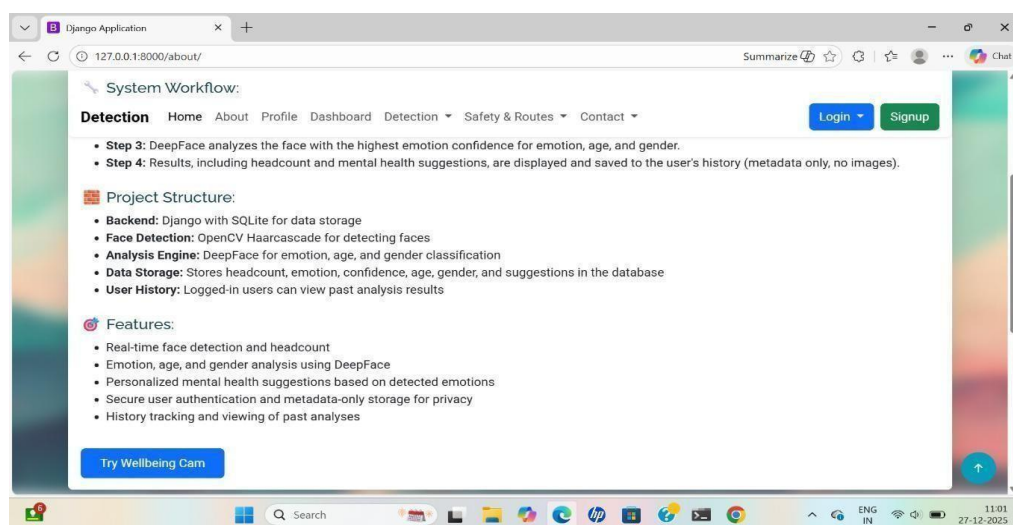 Django Application
127.0.0.1:8000/about/
Summarize
Chat
System Workflow:
Detection Home About Profile Dashboard Detection Safety & Routes Contact Login Signup
• Step 3: DeepFace analyzes the face with the highest emotion confidence for emotion, age, and gender.
• Step 4: Results, including headcount and mental health suggestions, are displayed and saved to the user's history (metadata only, no images).
Project Structure:
• Backend: Django with SQLite for data storage
• Face Detection: OpenCV Haarcascade for detecting faces
• Analysis Engine: DeepFace for emotion, age, and gender classification
• Data Storage: Stores headcount, emotion, confidence, age, gender, and suggestions in the database
• User History: Logged-in users can view past analysis results
Features:
• Real-time face detection and headcount
• Emotion, age, and gender analysis using DeepFace
• Personalized mental health suggestions based on detected emotions
• Secure user authentication and metadata-only storage for privacy
• History tracking and viewing of past analyses
Try Wellbeing Cam
6
Search
ENG
IN
11:01
27-12-2025